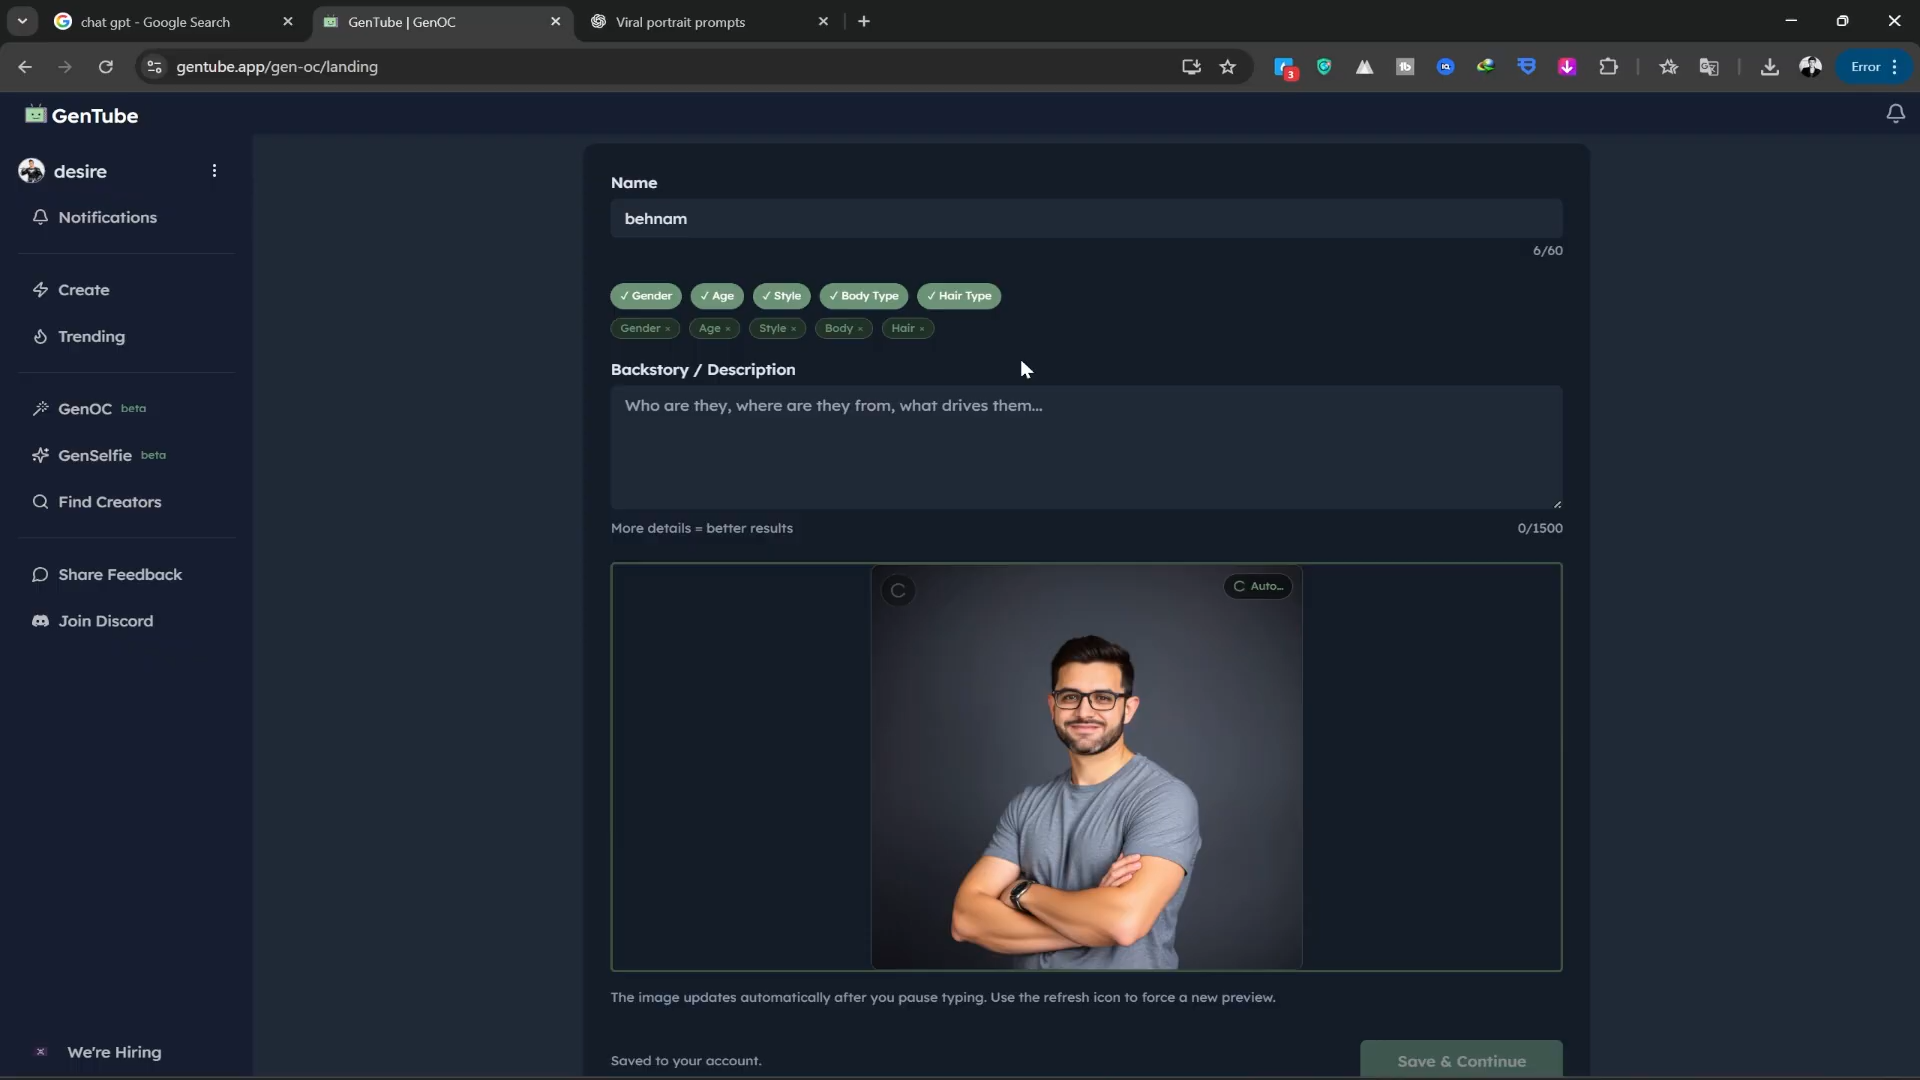 chat gpt - Google Search
GenTube | GenOC
Viral portrait prompts
gentube.app/gen-oc/landing
3
Error
GenTube
desire
Notifications
Create
Trending
GenOC beta
GenSelfie beta
Find Creators
Share Feedback
Join Discord
We're Hiring
Name
behnam
6/60
✓ Gender ✓ Age ✓ Style ✓ Body Type ✓ Hair Type
Gender × Age × Style × Body × Hair ×
Backstory / Description
Who are they, where are they from, what drives them...
More details = better results
0/1500
Auto...
The image updates automatically after you pause typing. Use the refresh icon to force a new preview.
Saved to your account.
Save & Continue